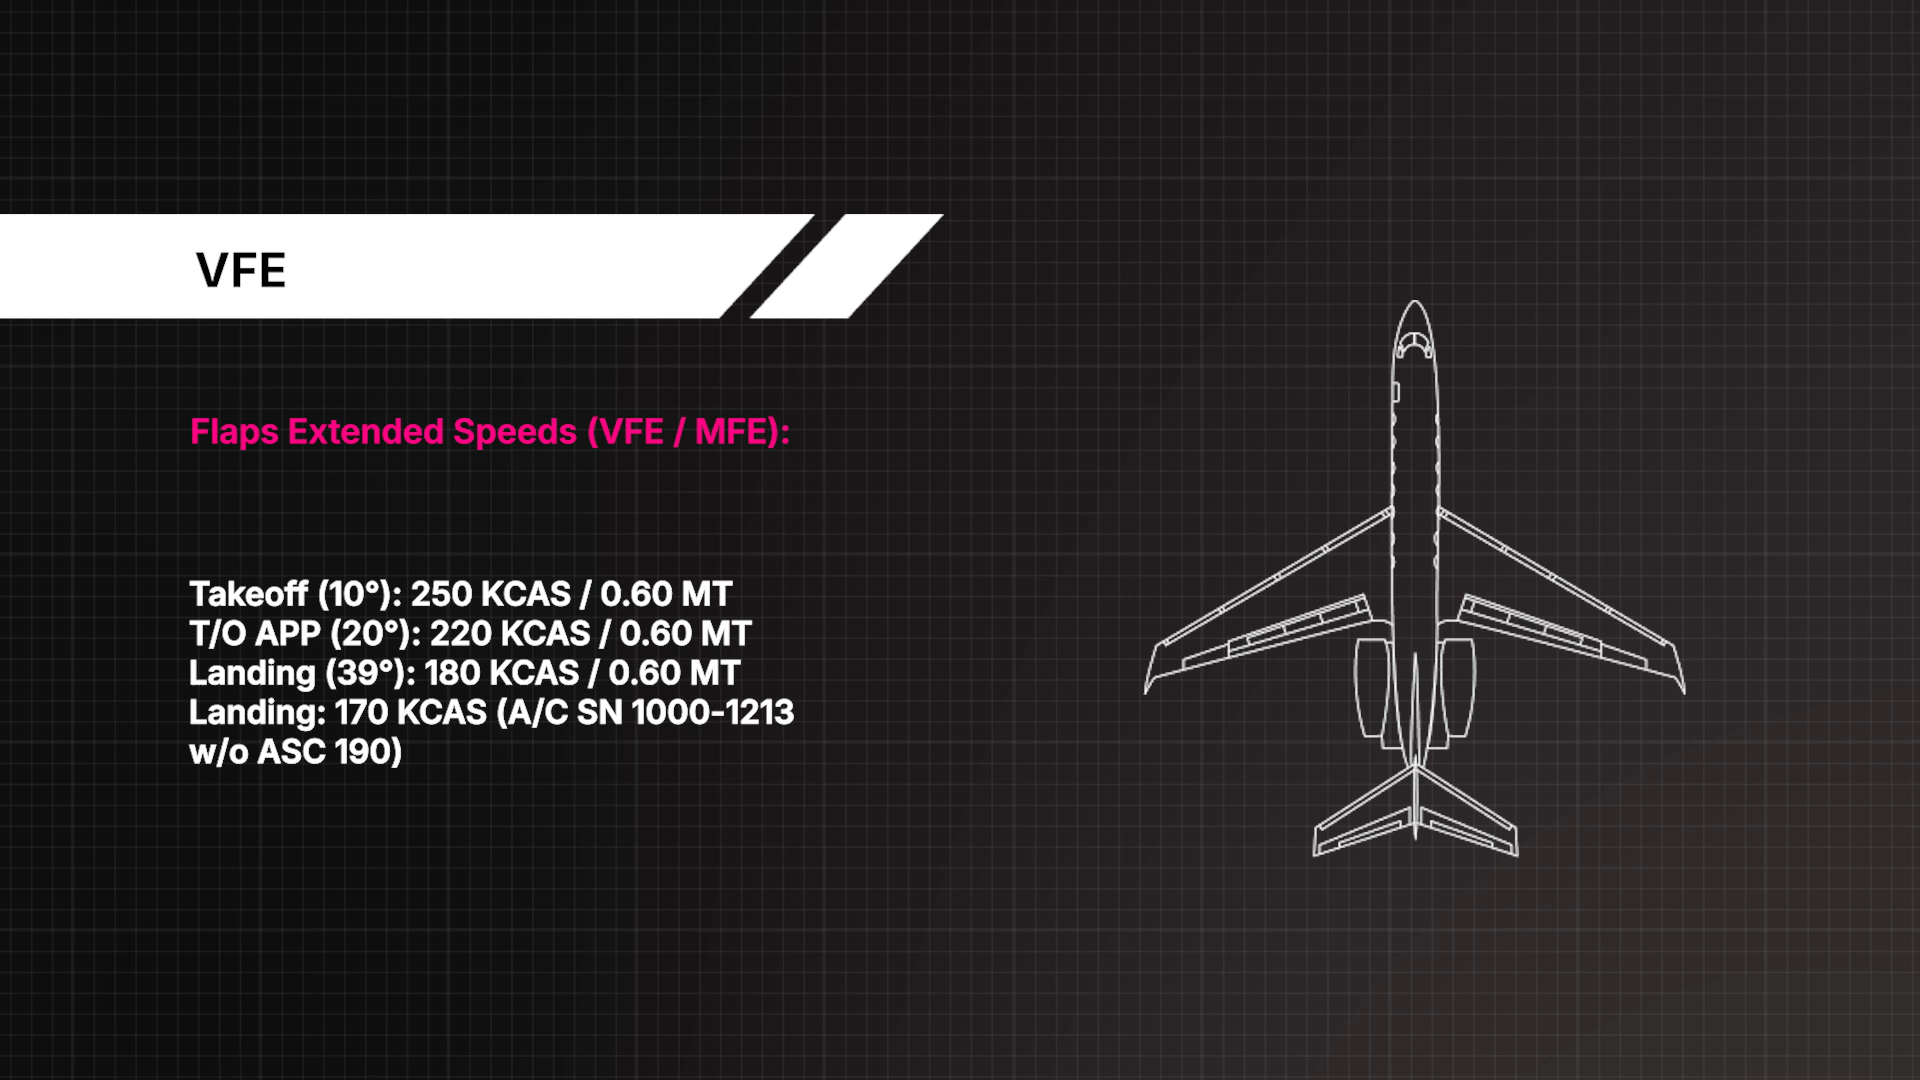 VFE
Flaps Extended Speeds (VFE / MFE):
Takeoff (10°): 250 KCAS / 0.60 MT
T/O APP (20°): 220 KCAS / 0.60 MT
Landing (39°): 180 KCAS / 0.60 MT
Landing: 170 KCAS (A/C SN 1000-1213
w/o ASC 190)